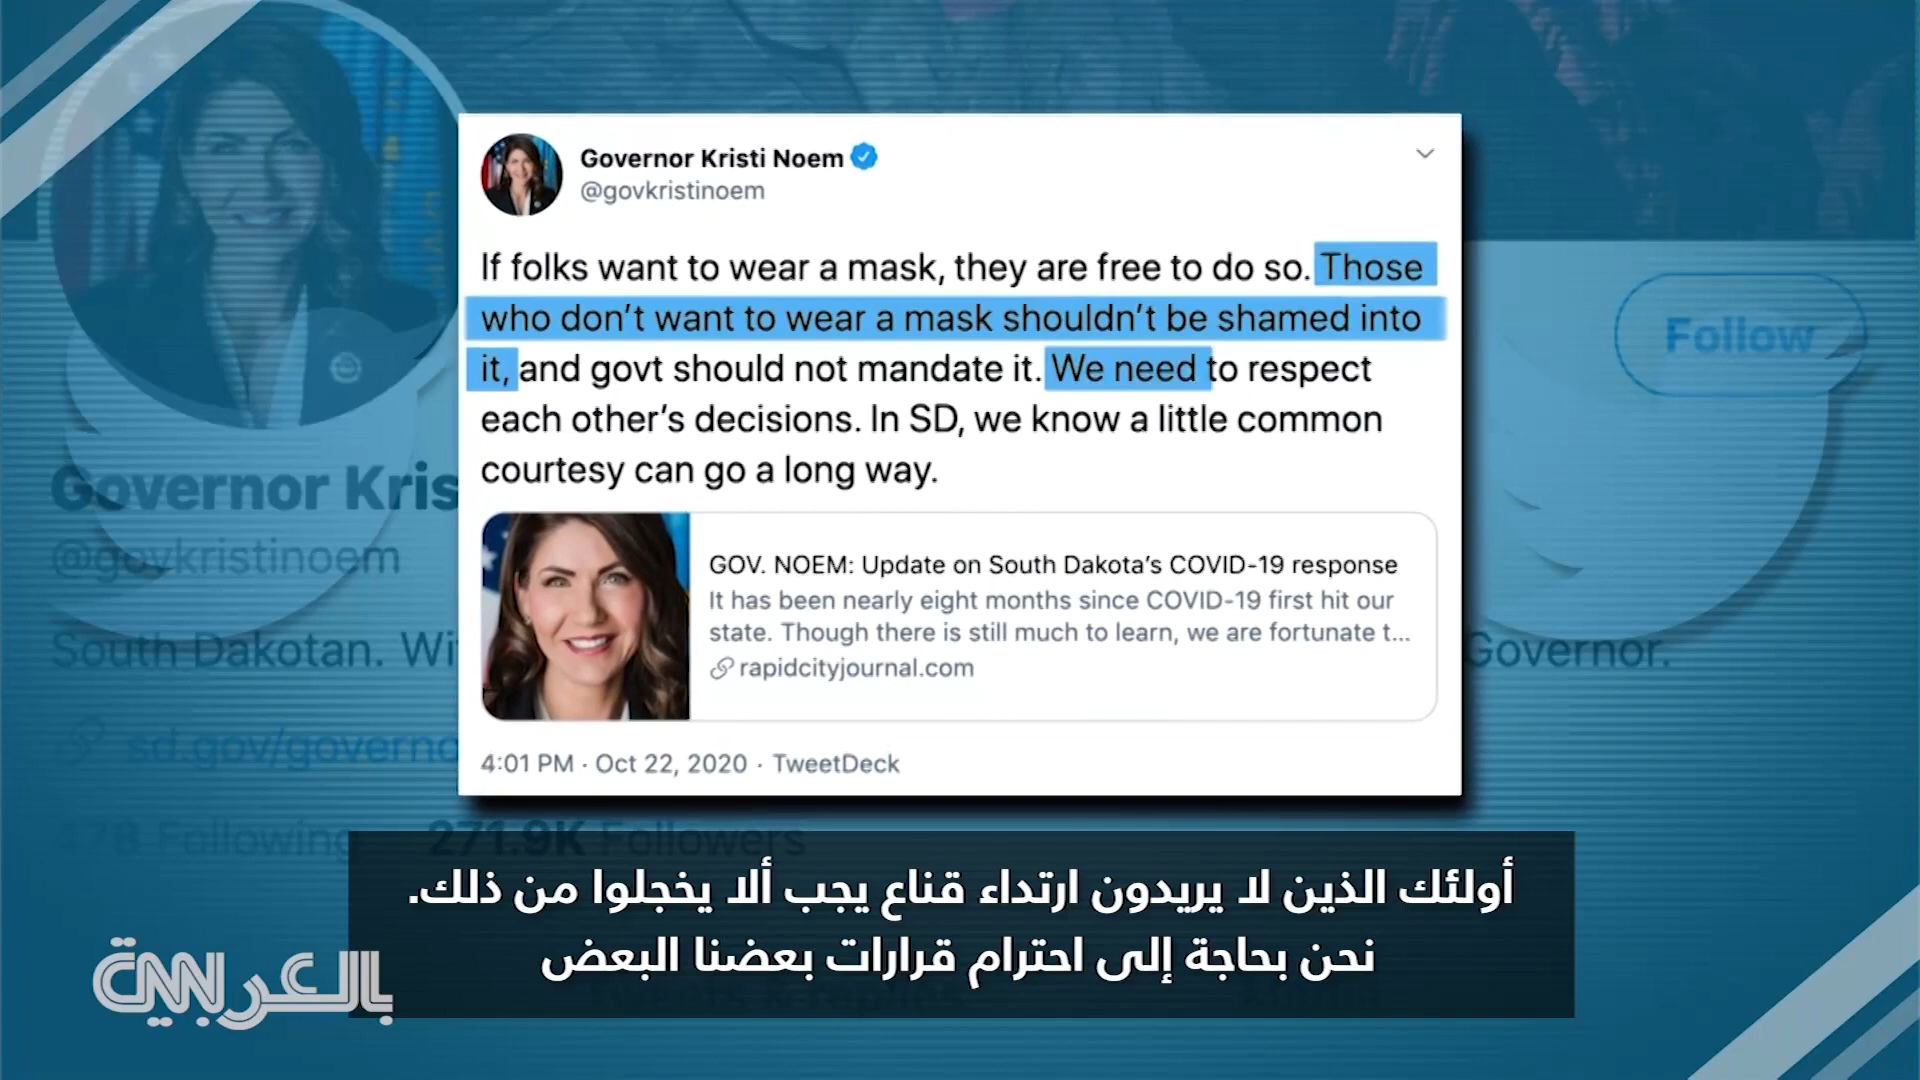 Governor Kristi Noem
@govkristinoem
If folks want to wear a mask, they are free to do so. Those
who don't want to wear a mask shouldn't be shamed into
it, and govt should not mandate it. We need to respect
each other's decisions. In SD, we know a little common
courtesy can go a long way.
GOV. NOEM: Update on South Dakota's COVID-19 response
It has been nearly eight months since COVID-19 first hit our
state. Though there is still much to learn, we are fortunate t...
rapidcityjournal.com
4:01 PM · Oct 22, 2020 · TweetDeck
Follow
Governor Kris
@govkristinoem
South Dakotan. Wi
Governor.
sd.gov/governo
478 Following 271.9K Followers
أولئك الذين لا يريدون ارتداء قناع يجب ألا يخجلوا من ذلك.
نحن بحاجة إلى احترام قرارات بعضنا البعض
CNN بالعربية